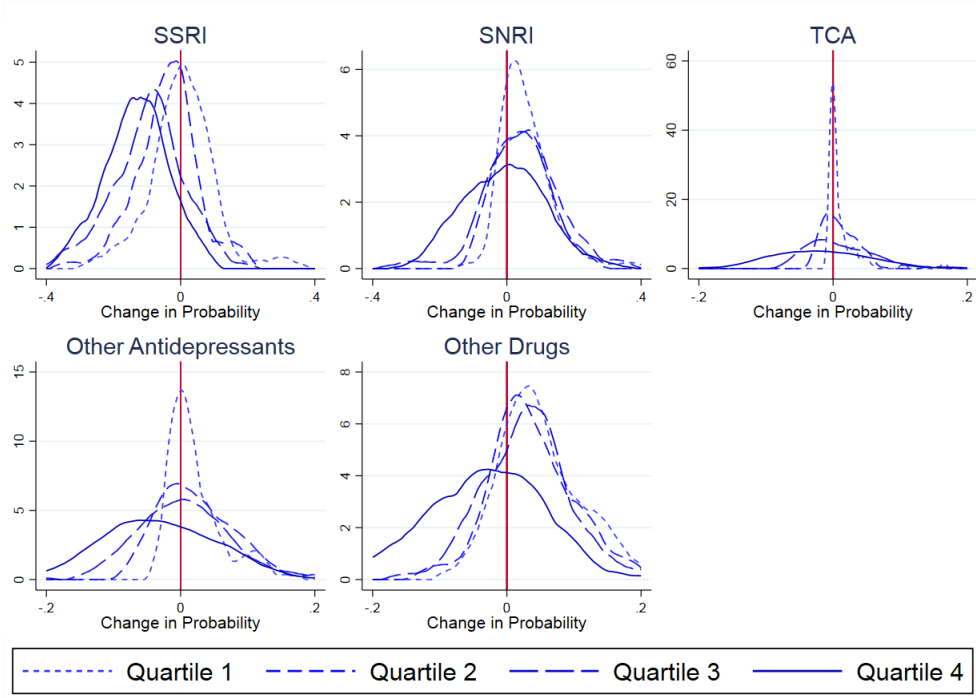 SSRI
5
4
3
2
1
0
-.4 0 .4
Change in Probability
SNRI
6
4
2
0
-.4 0 .4
Change in Probability
TCA
60
40
20
0
-.2 0 .2
Change in Probability
Other Antidepressants
15
10
5
0
-.2 0 .2
Change in Probability
Other Drugs
8
6
4
2
0
-.2 0 .2
Change in Probability
Quartile 1 Quartile 2 Quartile 3 Quartile 4